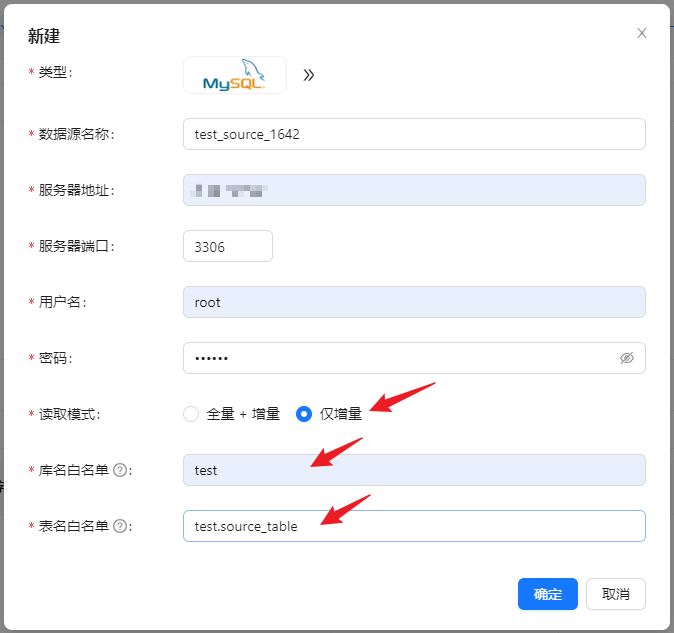 新建
* 类型:
MySQL
* 数据源名称:
test_source_1642
* 服务器地址:
* 服务器端口:
3306
* 用户名:
root
* 密码:
••••••
* 读取模式:
全量 + 增量
仅增量
* 库名白名单 ?:
test
* 表名白名单 ?:
test.source_table
确定
取消